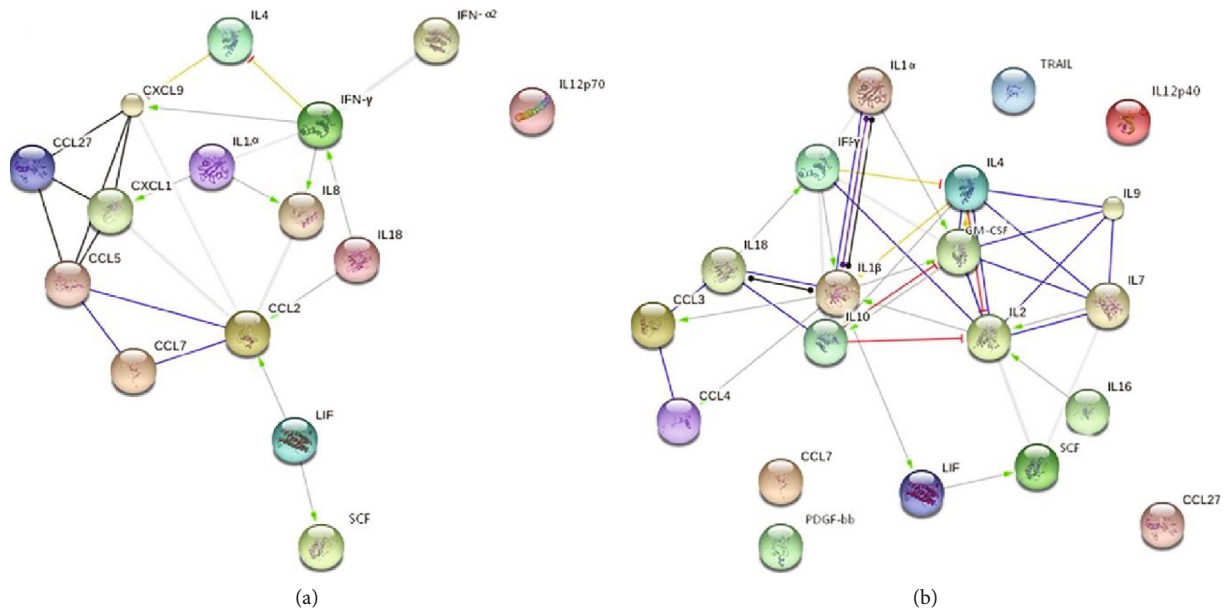 IL4
IFN-α2
CXCL9
IFN-γ
IL12p70
CCL27
IL1α
CXCL1
IL8
IL18
CCL5
CCL2
CCL7
LIF
SCF
(a)
IL1α
TRAIL
IL12p40
IFγ
IL4
IL9
GM-CSF
IL18
IL1β
IL7
CCL3
IL10
IL2
CCL4
IL16
CCL7
LIF
SCF
PDGF-bb
CCL27
(b)